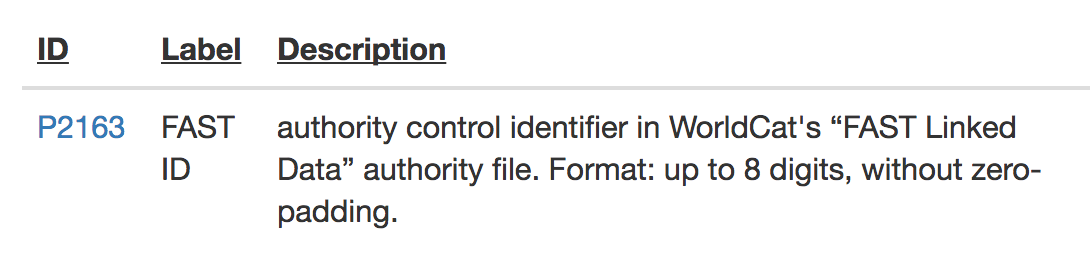 ID Label Description
P2163 FAST ID authority control identifier in WorldCat's “FAST Linked
Data” authority file. Format: up to 8 digits, without zero-
padding.